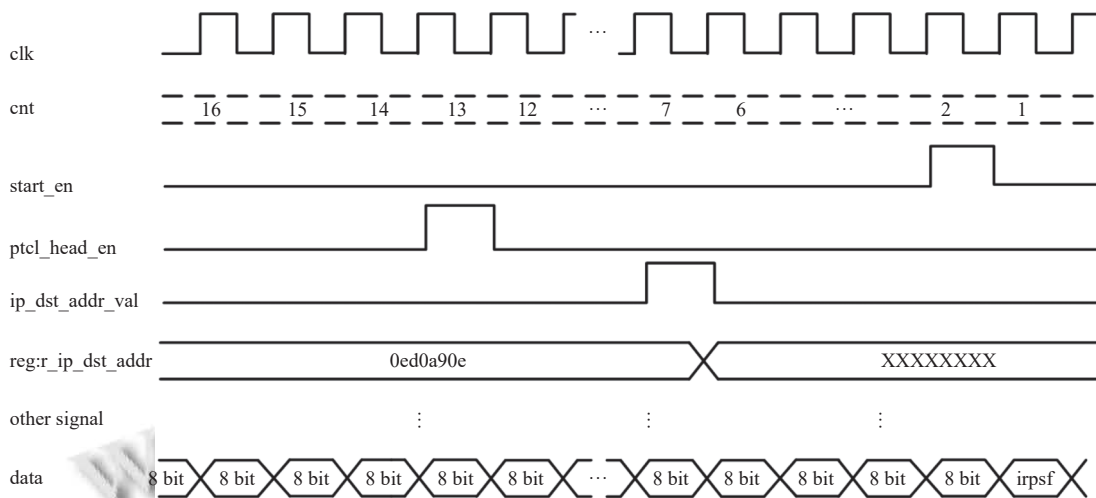 clk ...
cnt 16 15 14 13 12 ... 7 6 ... 2 1
start_en
ptcl_head_en
ip_dst_addr_val
reg:r_ip_dst_addr 0ed0a90e XXXXXXXX
other signal ⋮ ⋮ ⋮
data 8 bit 8 bit 8 bit 8 bit 8 bit 8 bit ... 8 bit 8 bit 8 bit 8 bit 8 bit irpsf